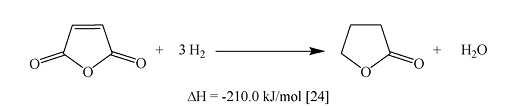 O O O + 3 H₂ O O + H₂O
ΔH = -210.0 kJ/mol [24]